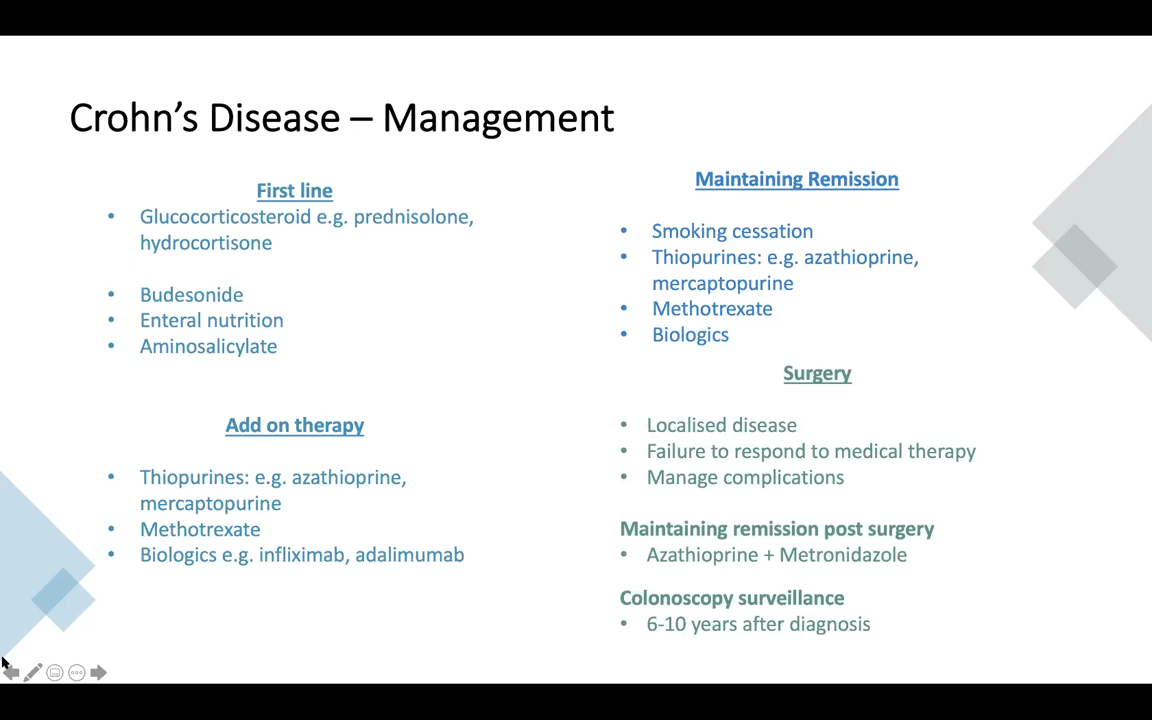 Crohn's Disease – Management
First line
• Glucocorticosteroid e.g. prednisolone,
hydrocortisone
• Budesonide
• Enteral nutrition
• Aminosalicylate
Add on therapy
• Thiopurines: e.g. azathioprine,
mercaptopurine
• Methotrexate
• Biologics e.g. infliximab, adalimumab
Maintaining Remission
• Smoking cessation
• Thiopurines: e.g. azathioprine,
mercaptopurine
• Methotrexate
• Biologics
Surgery
• Localised disease
• Failure to respond to medical therapy
• Manage complications
Maintaining remission post surgery
• Azathioprine + Metronidazole
Colonoscopy surveillance
• 6-10 years after diagnosis